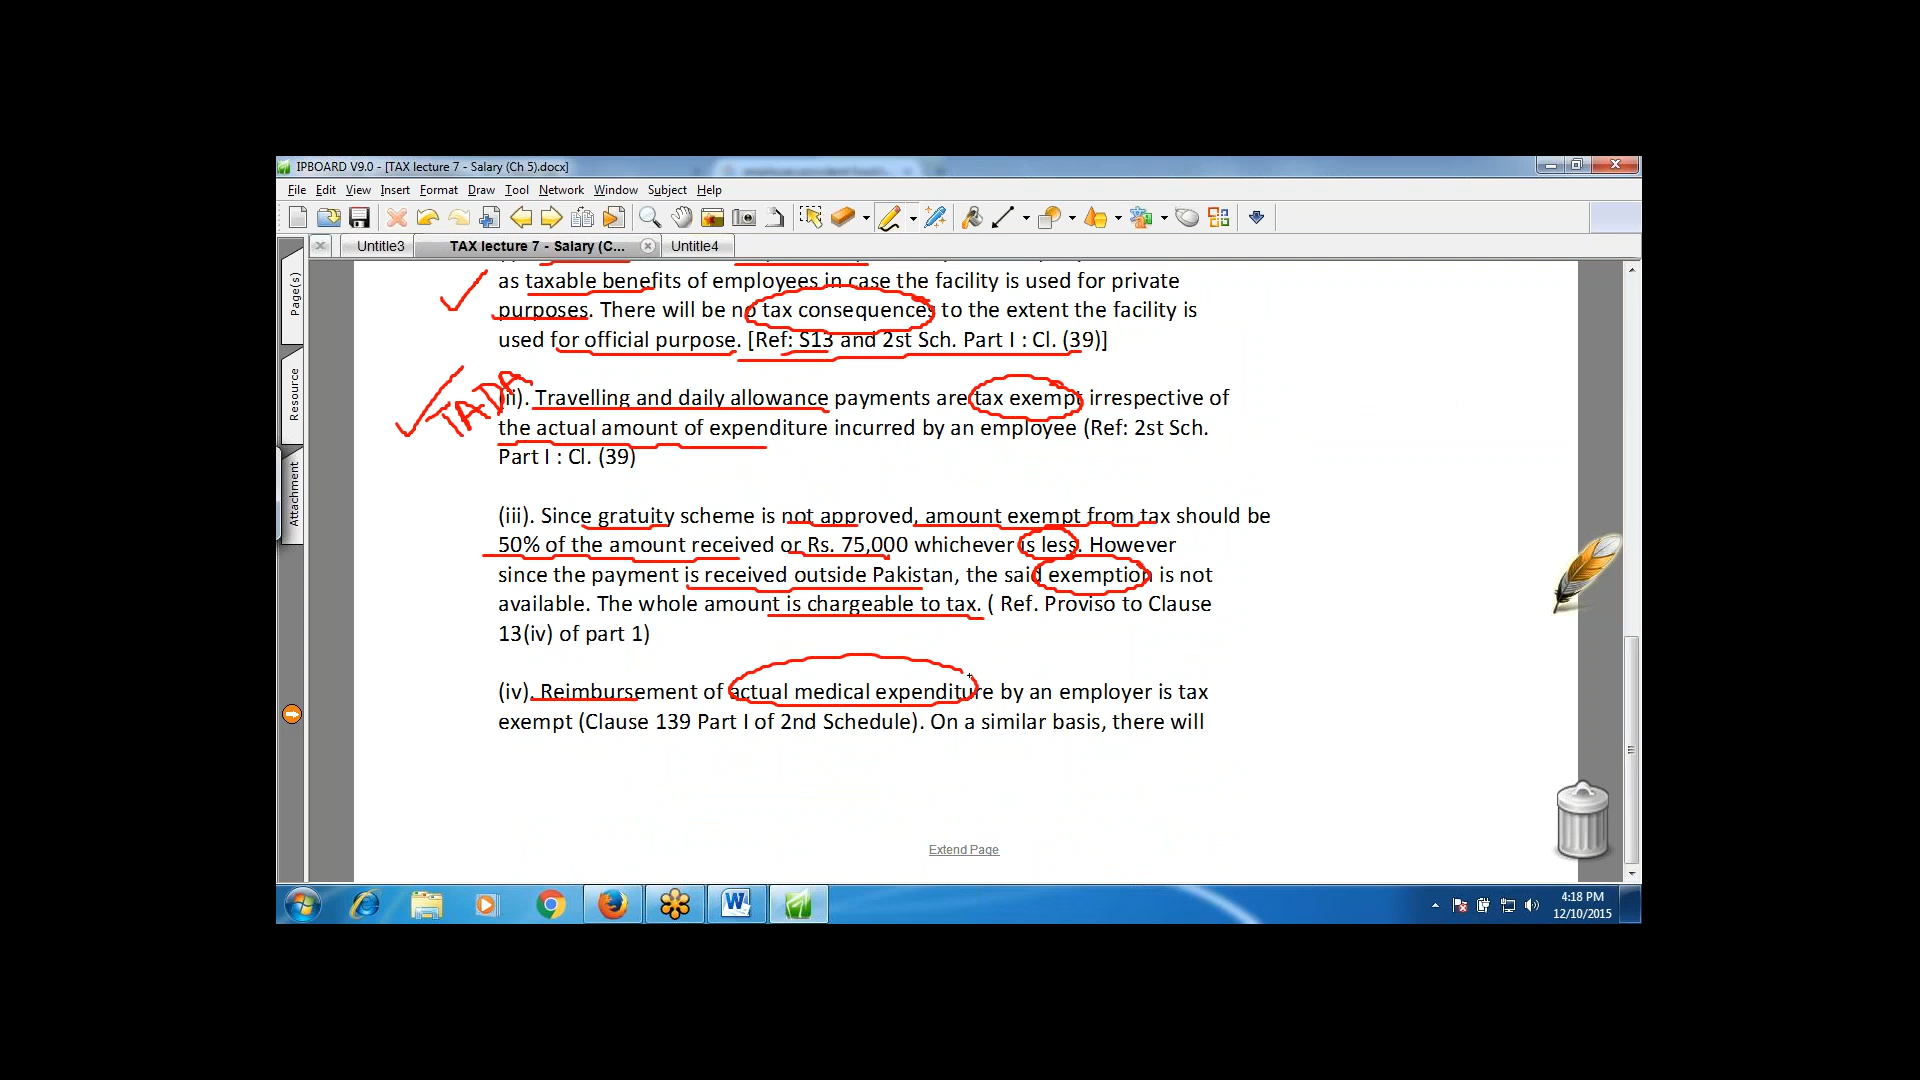 IPBOARD V9.0 - [TAX lecture 7 - Salary (Ch 5).docx]
File Edit View Insert Format Draw Tool Network Window Subject Help
Untitle3 TAX lecture 7 - Salary (C... Untitle4
Page(s)
Resource
Attachment
as taxable benefits of employees in case the facility is used for private
purposes. There will be no tax consequences to the extent the facility is
used for official purpose. [Ref: S13 and 2st Sch. Part I : Cl. (39)]
TADA
(ii). Travelling and daily allowance payments are tax exempt irrespective of
the actual amount of expenditure incurred by an employee (Ref: 2st Sch.
Part I : Cl. (39)
(iii). Since gratuity scheme is not approved, amount exempt from tax should be
50% of the amount received or Rs. 75,000 whichever is less. However
since the payment is received outside Pakistan, the said exemption is not
available. The whole amount is chargeable to tax. ( Ref. Proviso to Clause
13(iv) of part 1)
(iv). Reimbursement of actual medical expenditure by an employer is tax
exempt (Clause 139 Part I of 2nd Schedule). On a similar basis, there will
Extend Page
4:18 PM
12/10/2015